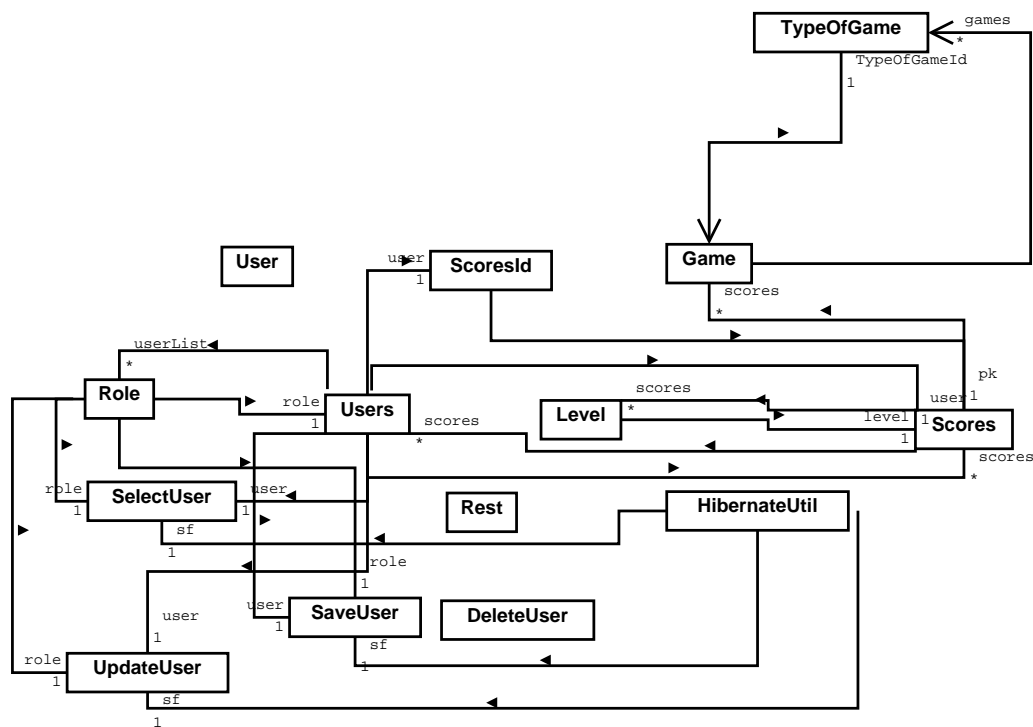 games
TypeOfGame
*
TypeOfGameId
1
User
user
1
ScoresId
Game
scores
*
userList
*
Role
role
1
Users
scores
*
pk
1
scores
*
Level
level
1
user
1
Scores
scores
*
role
1
SelectUser
user
1
sf
1
Rest
HibernateUtil
role
1
user
1
SaveUser
sf
1
DeleteUser
user
1
role
1
UpdateUser
sf
1